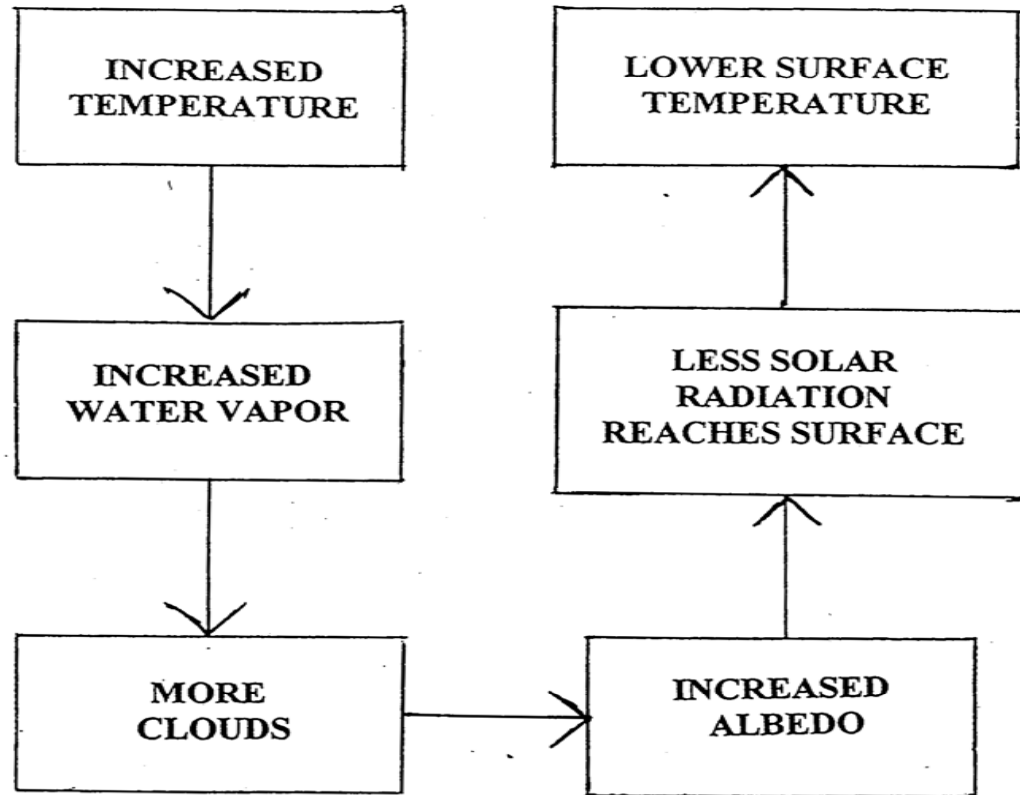 INCREASED
TEMPERATURE
INCREASED
WATER VAPOR
MORE
CLOUDS
INCREASED
ALBEDO
LESS SOLAR
RADIATION
REACHES SURFACE
LOWER SURFACE
TEMPERATURE